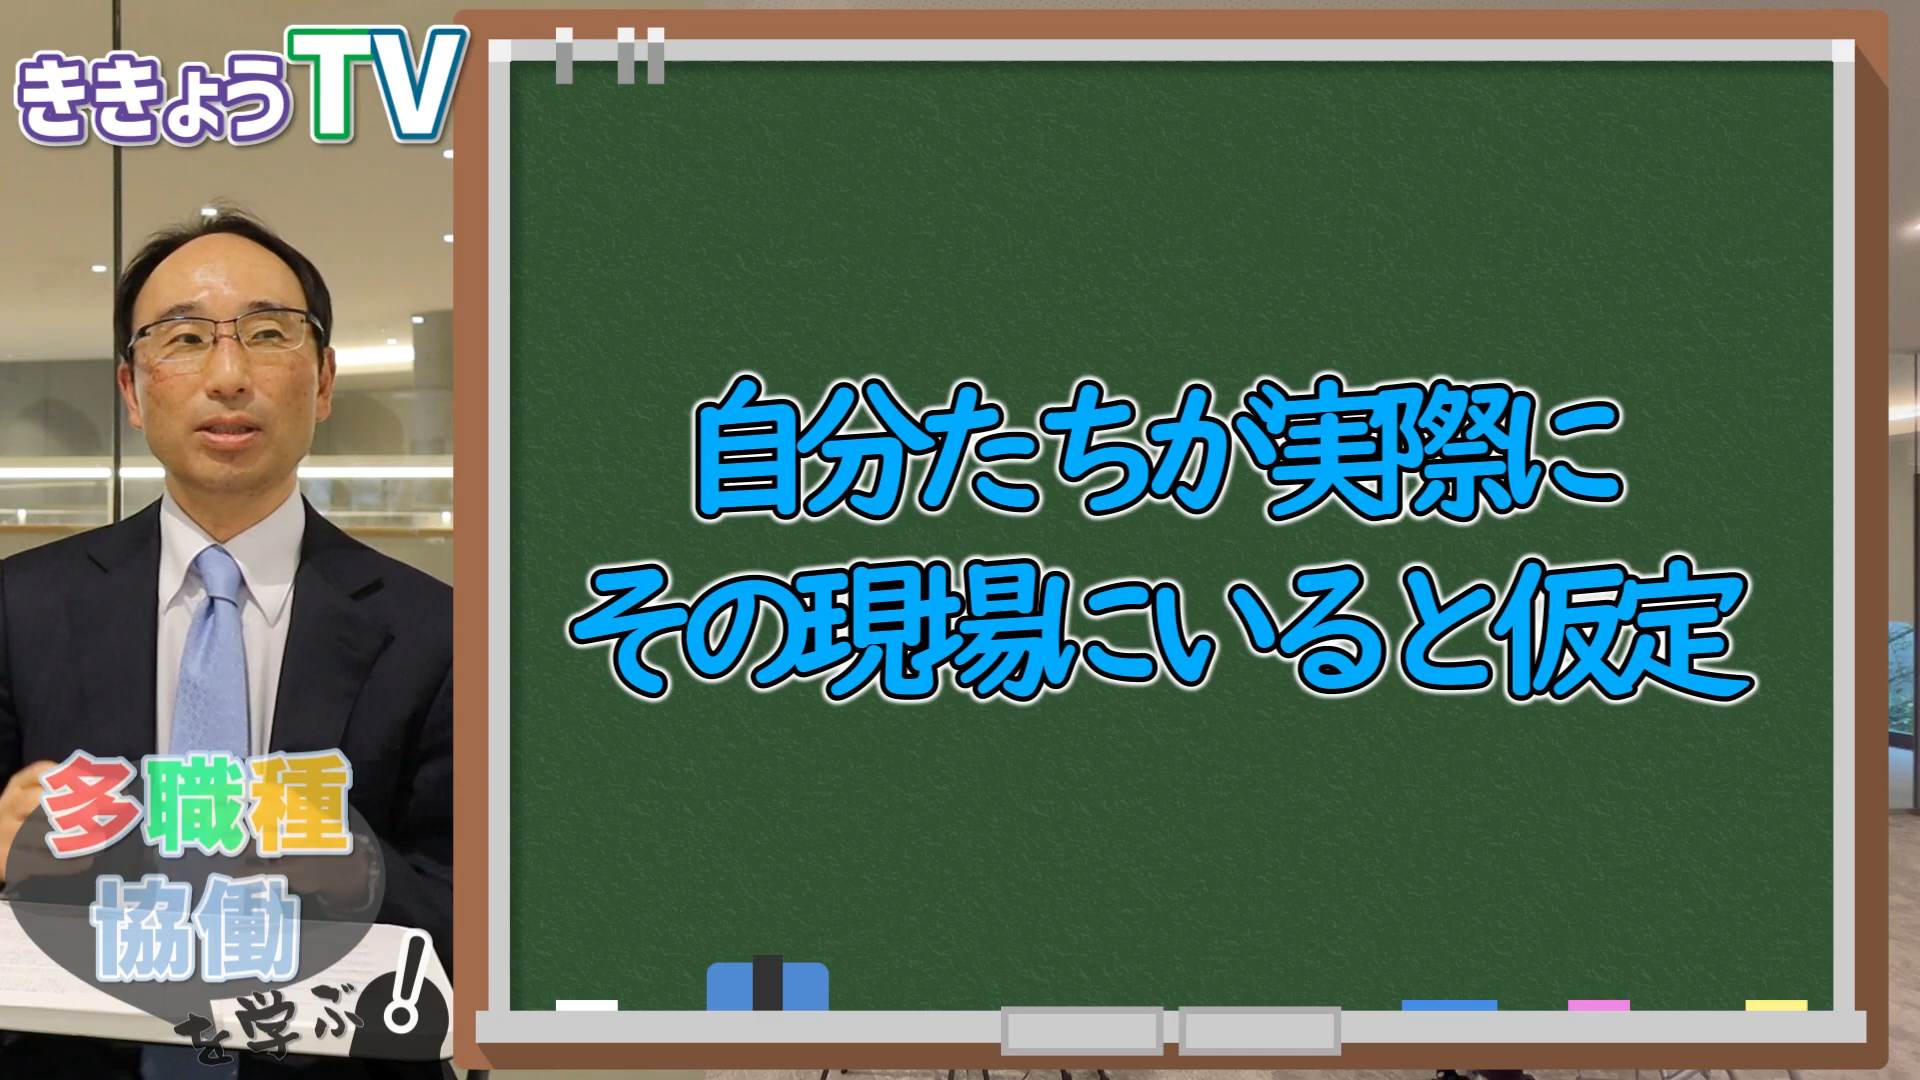 ききょうTV
自分たちが実際に
その現場にいると仮定
多職種
協働
を学ぶ!